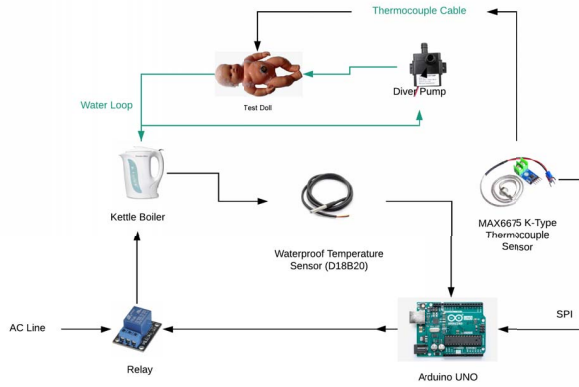 Thermocouple Cable
Diver Pump
Test Doll
Water Loop
Kettle Boiler
Waterproof Temperature
Sensor (D18B20)
MAX6675 K-Type
Thermocouple
Sensor
AC Line
Relay
Arduino UNO
SPI